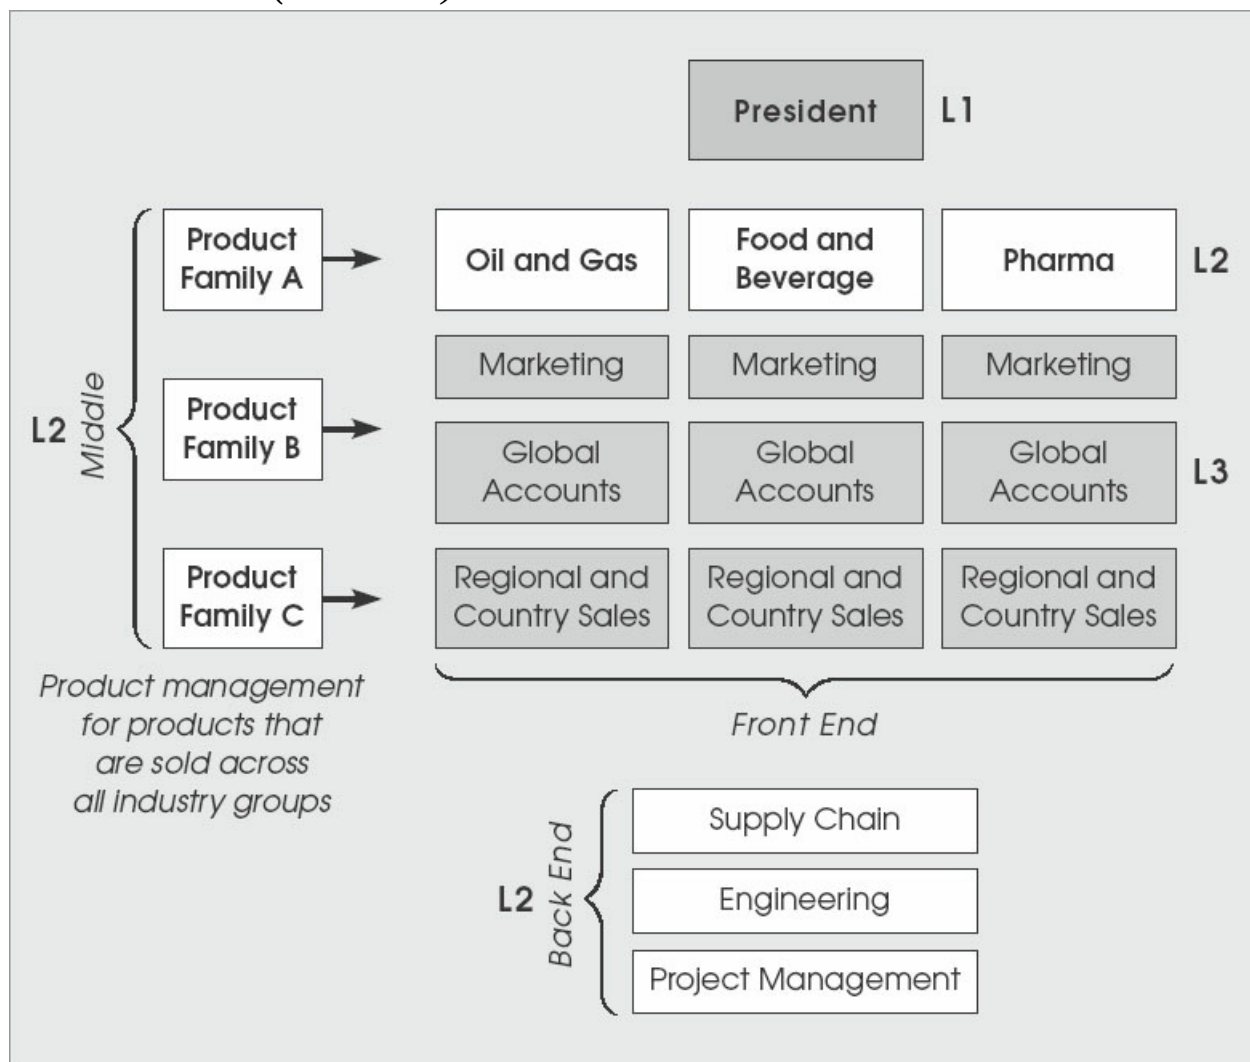 President
L1
Product
Family A
Oil and Gas
Food and
Beverage
Pharma
L2
Marketing
Marketing
Marketing
L2
Middle
Product
Family B
Global
Accounts
Global
Accounts
Global
Accounts
L3
Product
Family C
Regional and
Country Sales
Regional and
Country Sales
Regional and
Country Sales
Product management
for products that
are sold across
all industry groups
Front End
L2
Back End
Supply Chain
Engineering
Project Management